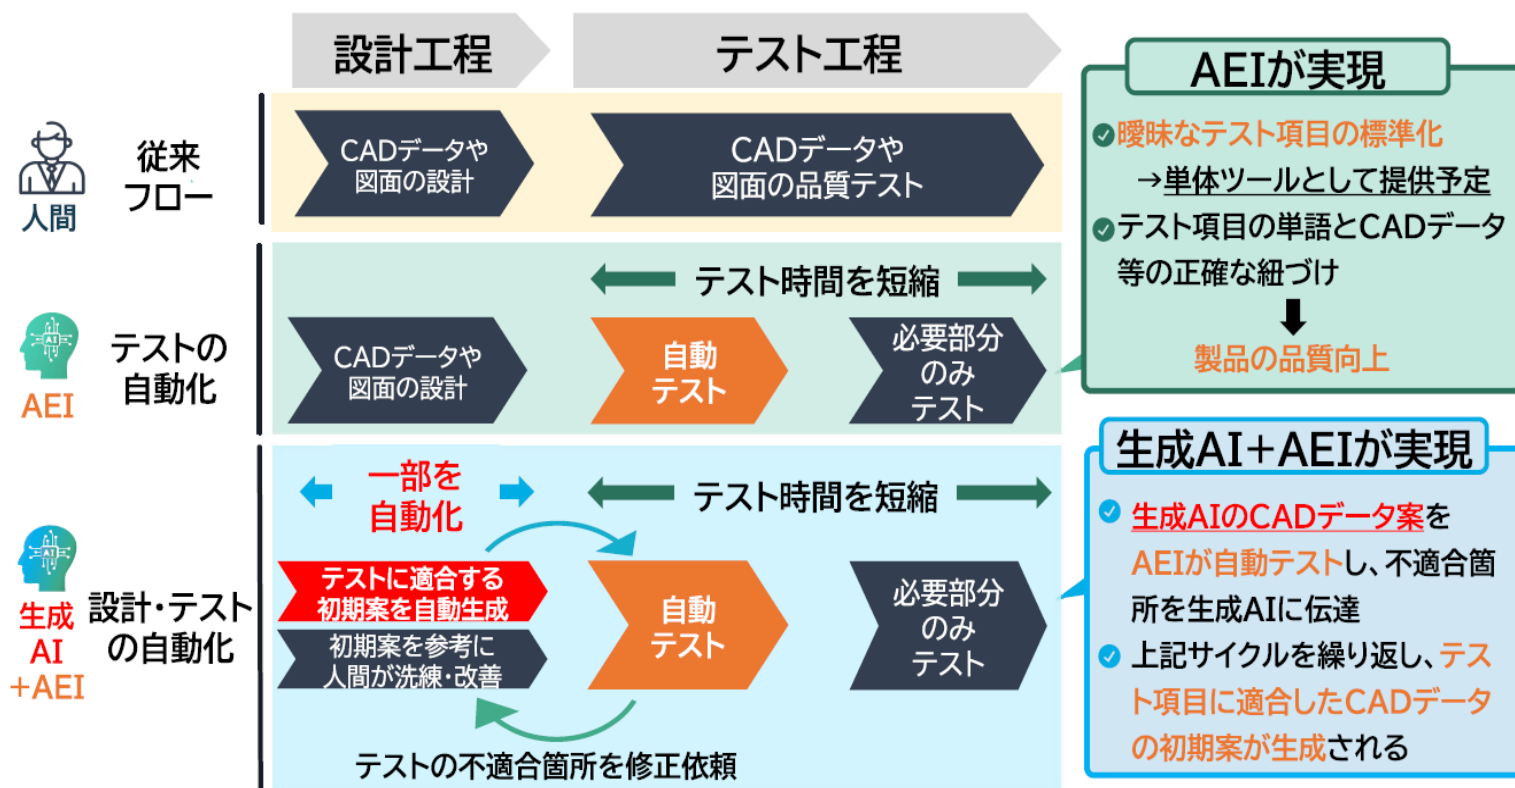 設計工程
テスト工程
人間
従来
フロー
CADデータや
図面の設計
CADデータや
図面の品質テスト
AEI
テストの
自動化
テスト時間を短縮
CADデータや
図面の設計
自動
テスト
必要部分
のみ
テスト
生成
AI
+AEI
設計・テスト
の自動化
一部を
自動化
テスト時間を短縮
テストに適合する
初期案を自動生成
初期案を参考に
人間が洗練・改善
自動
テスト
必要部分
のみ
テスト
テストの不適合箇所を修正依頼
AEIが実現
曖昧なテスト項目の標準化
→単体ツールとして提供予定
テスト項目の単語とCADデータ
等の正確な紐づけ
製品の品質向上
生成AI+AEIが実現
生成AIのCADデータ案を
AEIが自動テストし、不適合箇
所を生成AIに伝達
上記サイクルを繰り返し、テス
ト項目に適合したCADデータ
の初期案が生成される
AI
AI